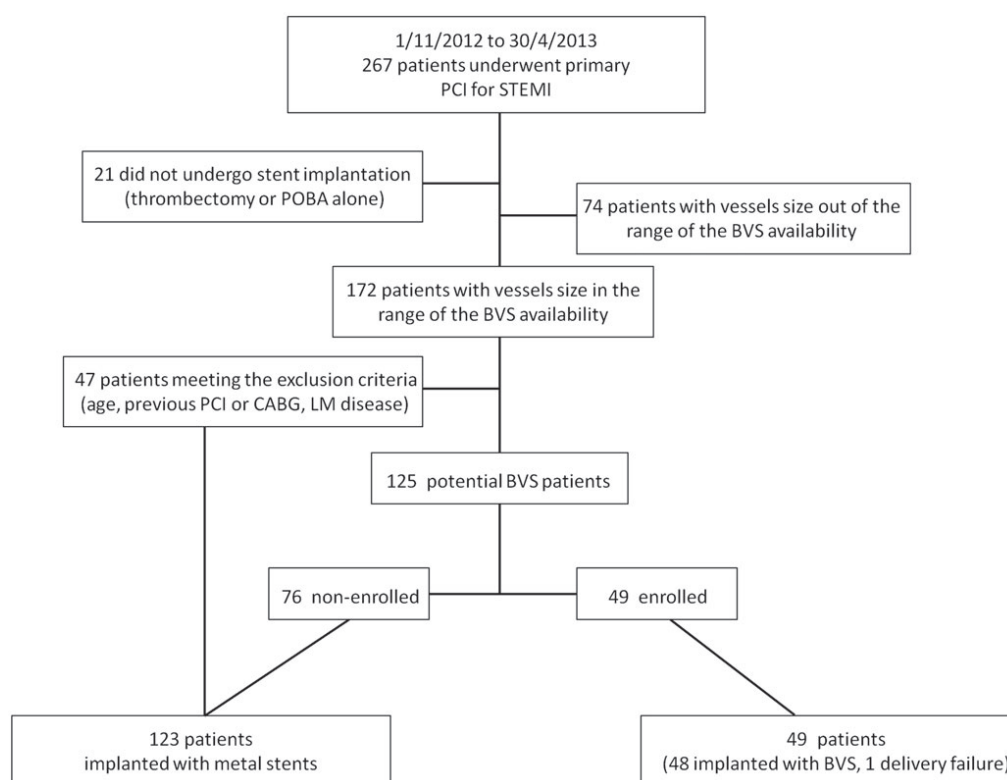 1/11/2012 to 30/4/2013
267 patients underwent primary
PCI for STEMI
21 did not undergo stent implantation
(thrombectomy or POBA alone)
74 patients with vessels size out of the
range of the BVS availability
172 patients with vessels size in the
range of the BVS availability
47 patients meeting the exclusion criteria
(age, previous PCI or CABG, LM disease)
125 potential BVS patients
76 non-enrolled
49 enrolled
123 patients
implanted with metal stents
49 patients
(48 implanted with BVS, 1 delivery failure)